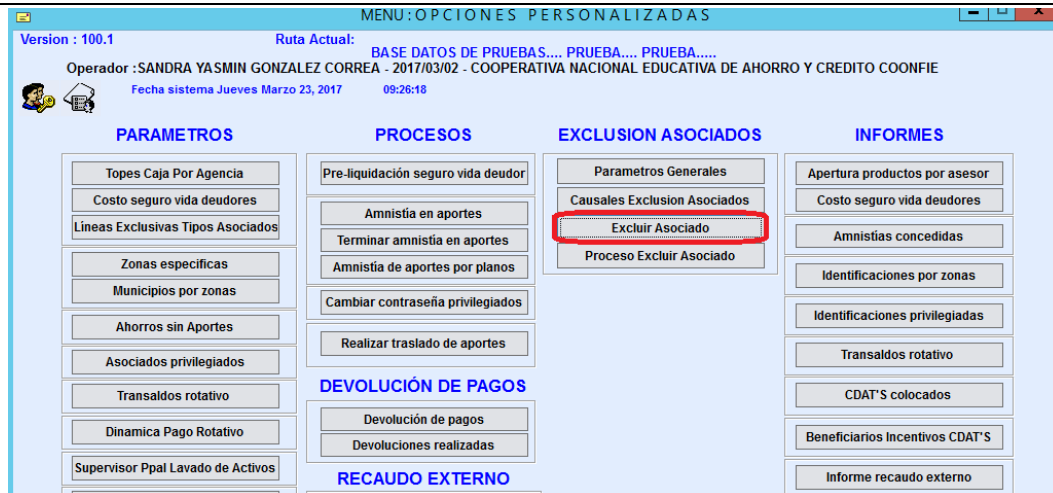 MENU:OPCIONES PERSONALIZADAS
Version : 100.1
Ruta Actual:
BASE DATOS DE PRUEBAS.... PRUEBA.... PRUEBA.....
Operador :SANDRA YASMIN GONZALEZ CORREA - 2017/03/02 - COOPERATIVA NACIONAL EDUCATIVA DE AHORRO Y CREDITO COONFIE
Fecha sistema Jueves Marzo 23, 2017 09:26:18
PARAMETROS
Topes Caja Por Agencia
Costo seguro vida deudores
Líneas Exclusivas Tipos Asociados
Zonas especificas
Municipios por zonas
Ahorros sin Aportes
Asociados privilegiados
Transaldos rotativo
Dinamica Pago Rotativo
Supervisor Ppal Lavado de Activos
PROCESOS
Pre-liquidación seguro vida deudor
Amnistía en aportes
Terminar amnistía en aportes
Amnistía de aportes por planos
Cambiar contraseña privilegiados
Realizar traslado de aportes
DEVOLUCIÓN DE PAGOS
Devolución de pagos
Devoluciones realizadas
RECAUDO EXTERNO
EXCLUSION ASOCIADOS
Parametros Generales
Causales Exclusion Asociados
Excluir Asociado
Proceso Excluir Asociado
INFORMES
Apertura productos por asesor
Costo seguro vida deudores
Amnistias concedidas
Identificaciones por zonas
Identificaciones privilegiadas
Transaldos rotativo
CDAT'S colocados
Beneficiarios Incentivos CDAT'S
Informe recaudo externo